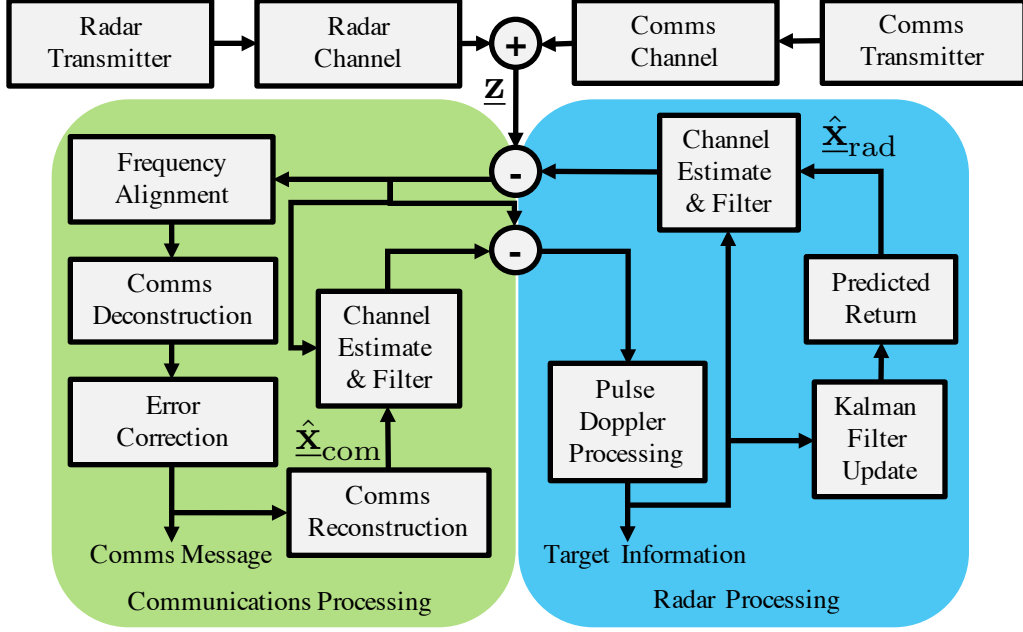 Radar
Transmitter
Radar
Channel
+
Comms
Channel
Comms
Transmitter
z
Frequency
Alignment
-
Channel
Estimate
& Filter
x̂rad
-
Comms
Deconstruction
Channel
Estimate
& Filter
Predicted
Return
Error
Correction
x̂com
Pulse
Doppler
Processing
Kalman
Filter
Update
Comms
Reconstruction
Comms Message
Target Information
Communications Processing
Radar Processing